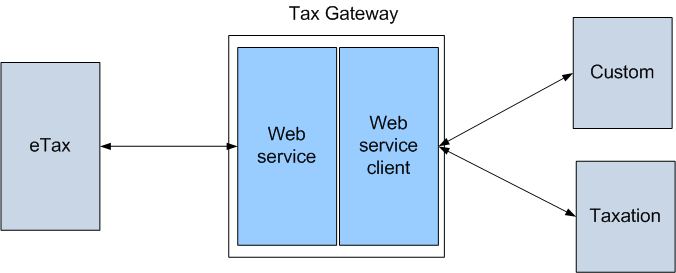 Tax Gateway
eTax
Web
service
Web
service
client
Custom
Taxation